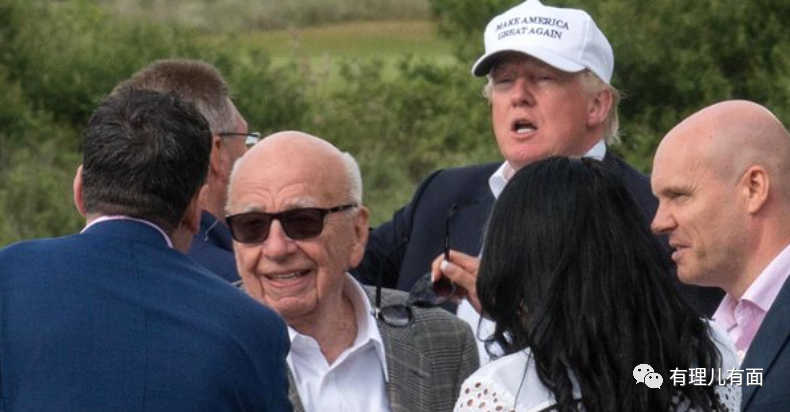 MAKE AMERICA
GREAT AGAIN
有理儿有面